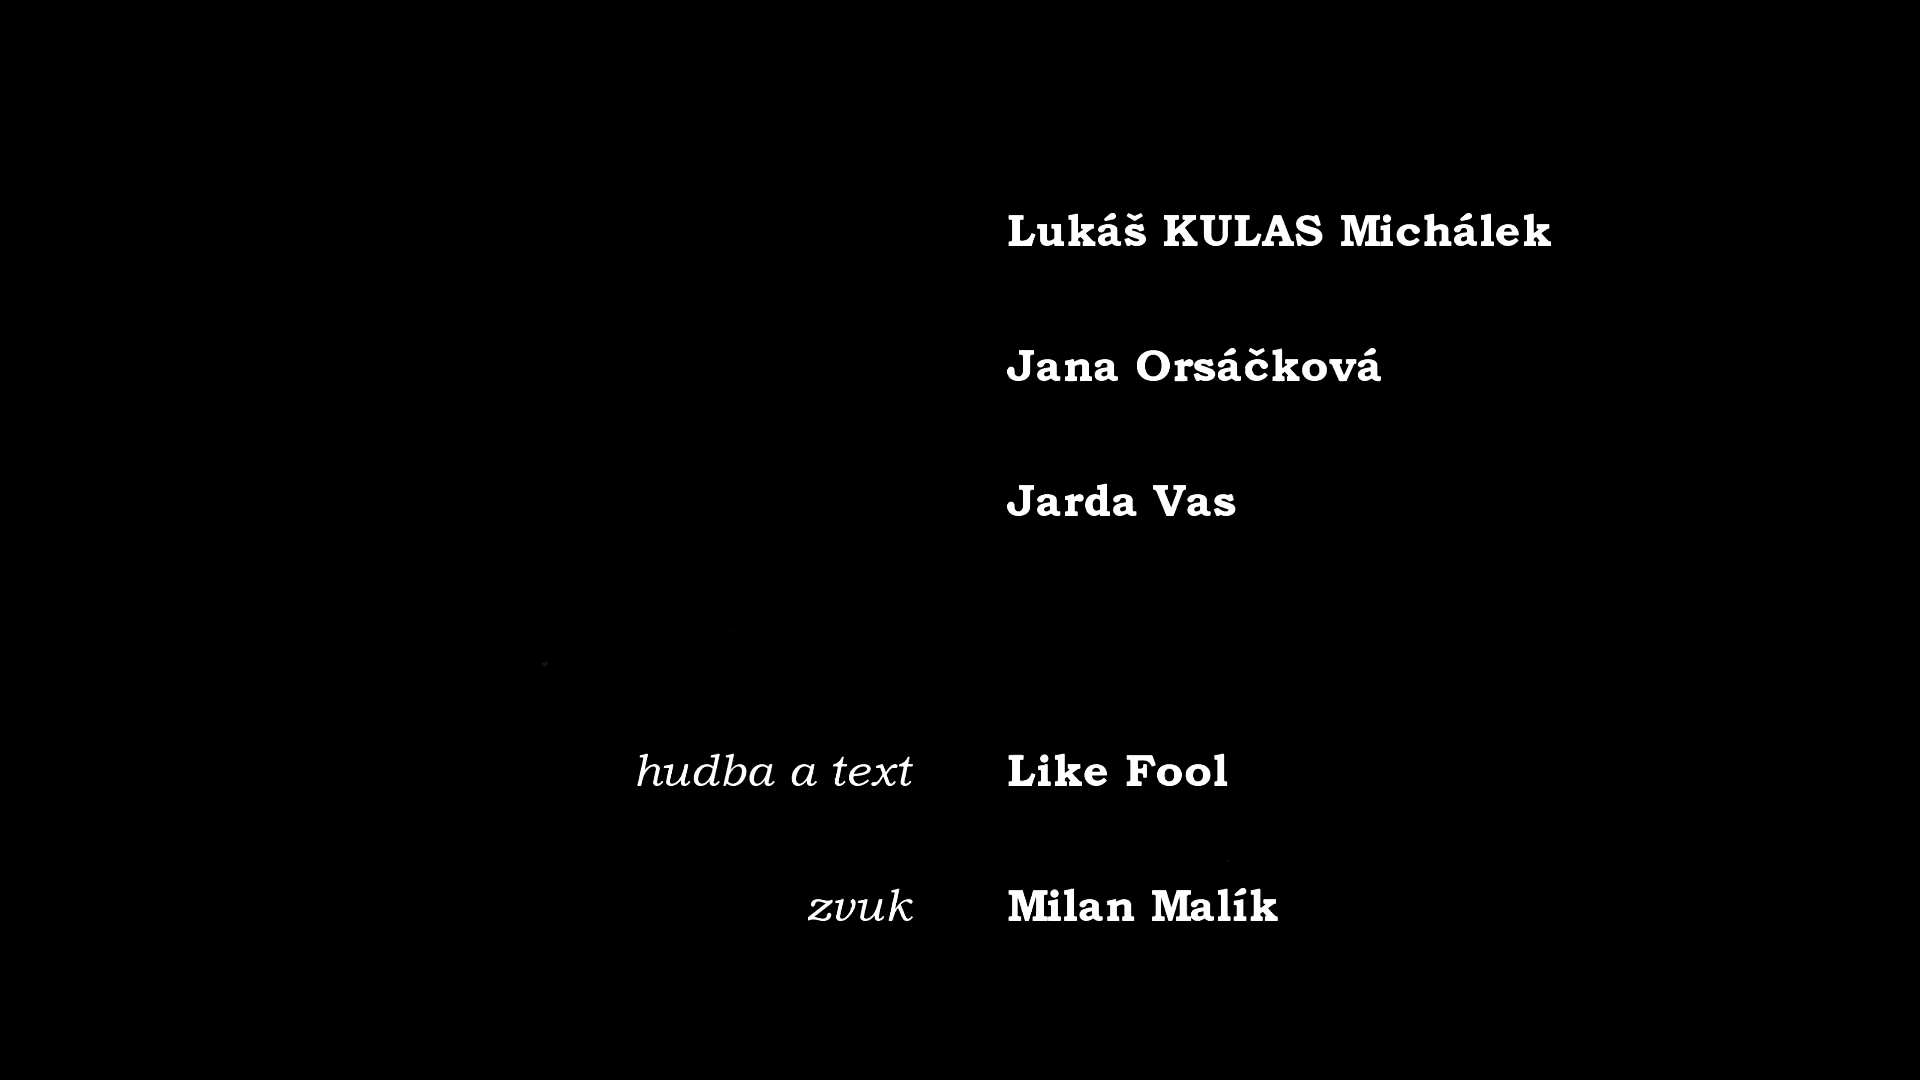 Lukáš KULAS Michálek
Jana Orsáčková
Jarda Vas
hudba a text Like Fool
zvuk Milan Malík